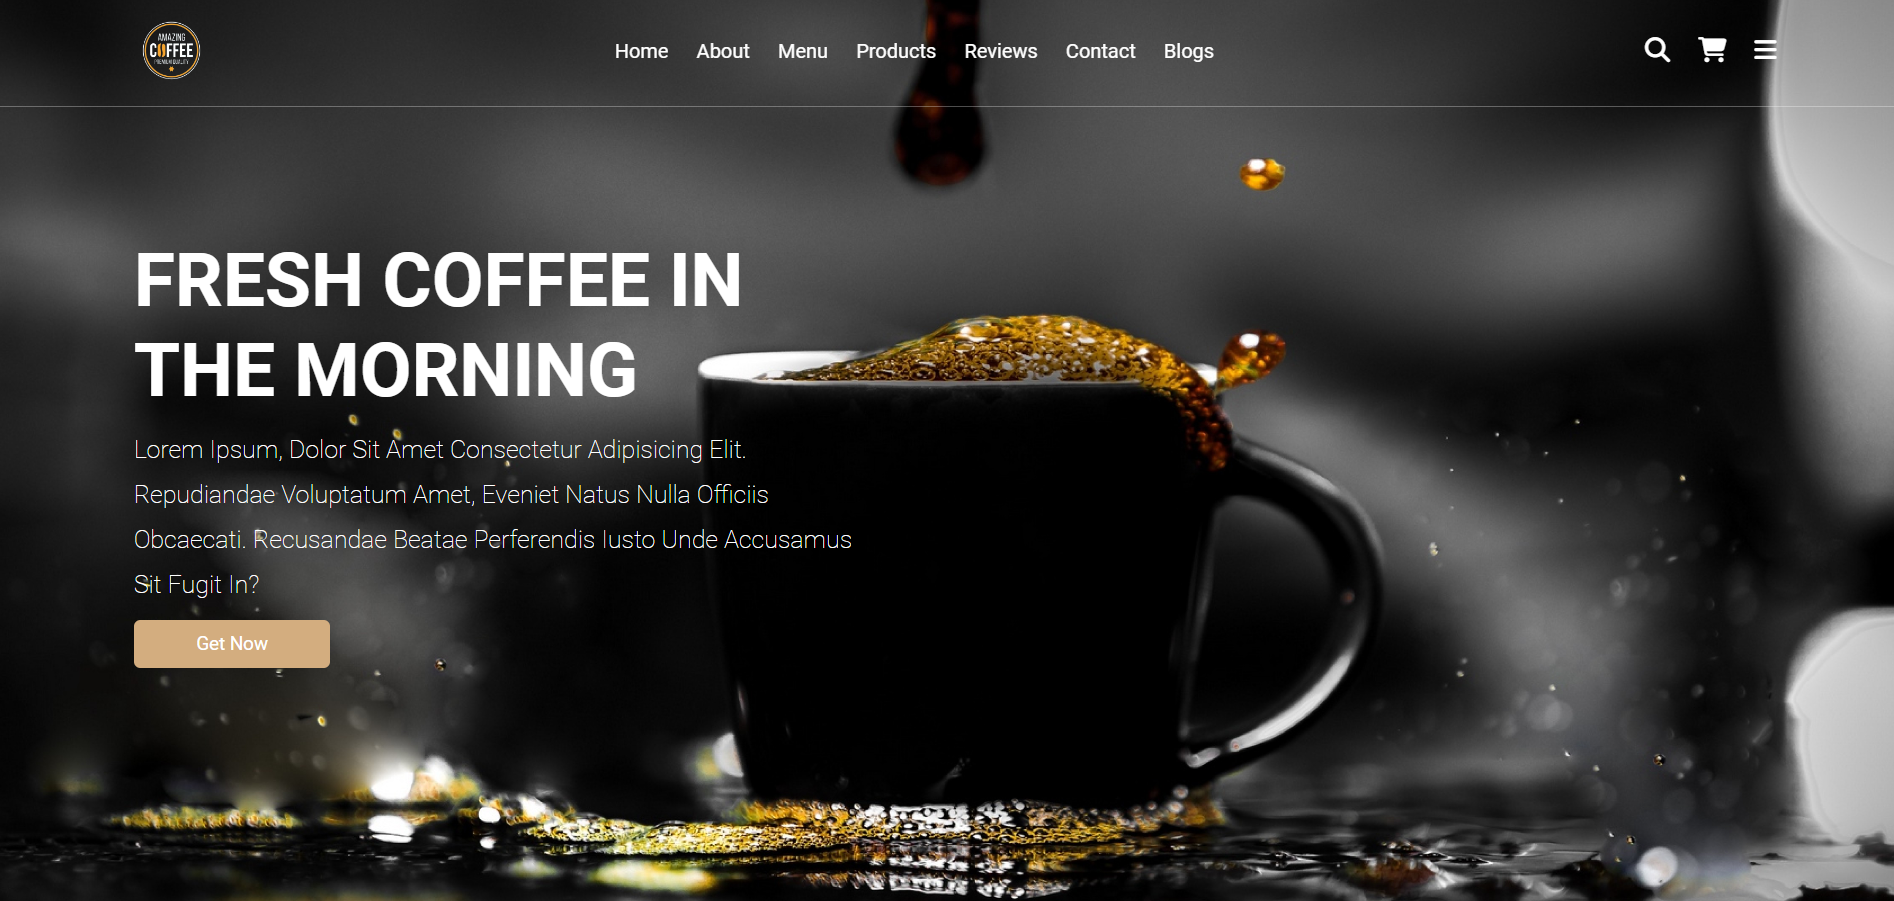 AMAZING
COFFEE
PREMIUM QUALITY
Home About Menu Products Reviews Contact Blogs
FRESH COFFEE IN
THE MORNING
Lorem Ipsum, Dolor Sit Amet Consectetur Adipisicing Elit.
Repudiandae Voluptatum Amet, Eveniet Natus Nulla Officiis
Obcaecati. Recusandae Beatae Perferendis Iusto Unde Accusamus
Sit Fugit In?
Get Now